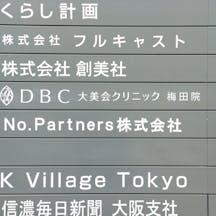 くらし計画
株式会社 フルキャスト
株式会社 創美社
DBC 大美会クリニック 梅田院
No.Partners株式会社
K Village Tokyo
信濃毎日新聞 大阪支社